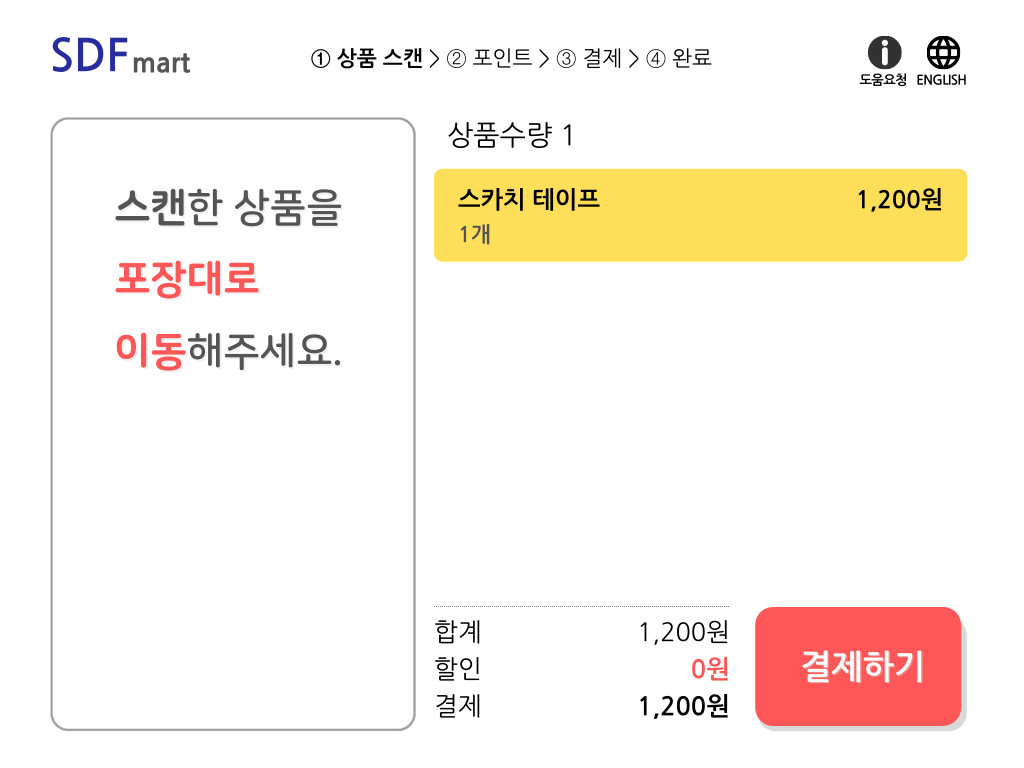 SDF mart
① 상품 스캔 > ② 포인트 > ③ 결제 > ④ 완료
도움요청
ENGLISH
스캔한 상품을
포장대로
이동해주세요.
상품수량 1
스카치 테이프 1,200원
1개
합계 1,200원
할인 0원
결제 1,200원
결제하기